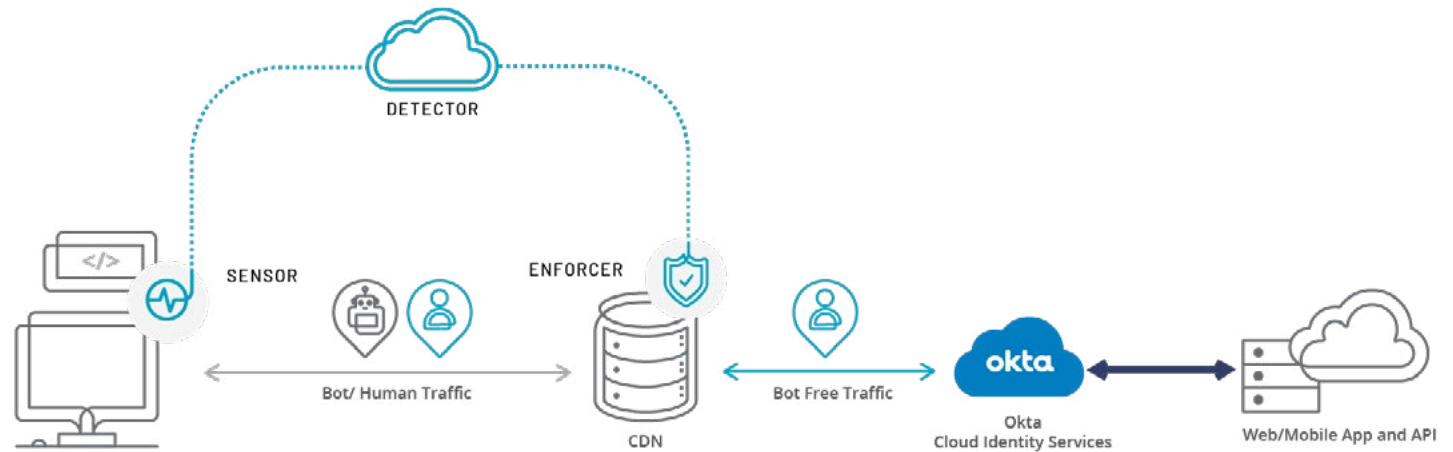 DETECTOR
</>
SENSOR
ENFORCER
Bot/ Human Traffic
CDN
Bot Free Traffic
okta
Okta
Cloud Identity Services
Web/Mobile App and API